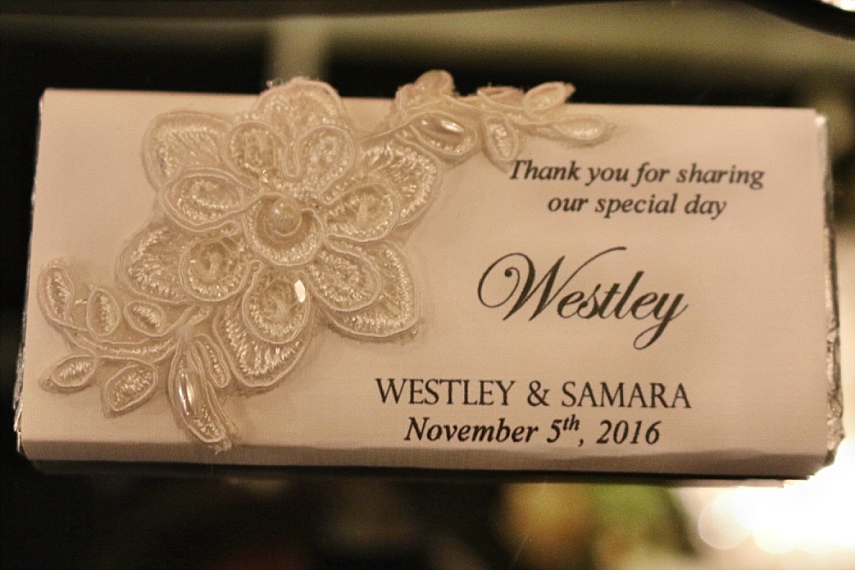 Thank you for sharing
our special day
Westley
WESTLEY & SAMARA
November 5th, 2016